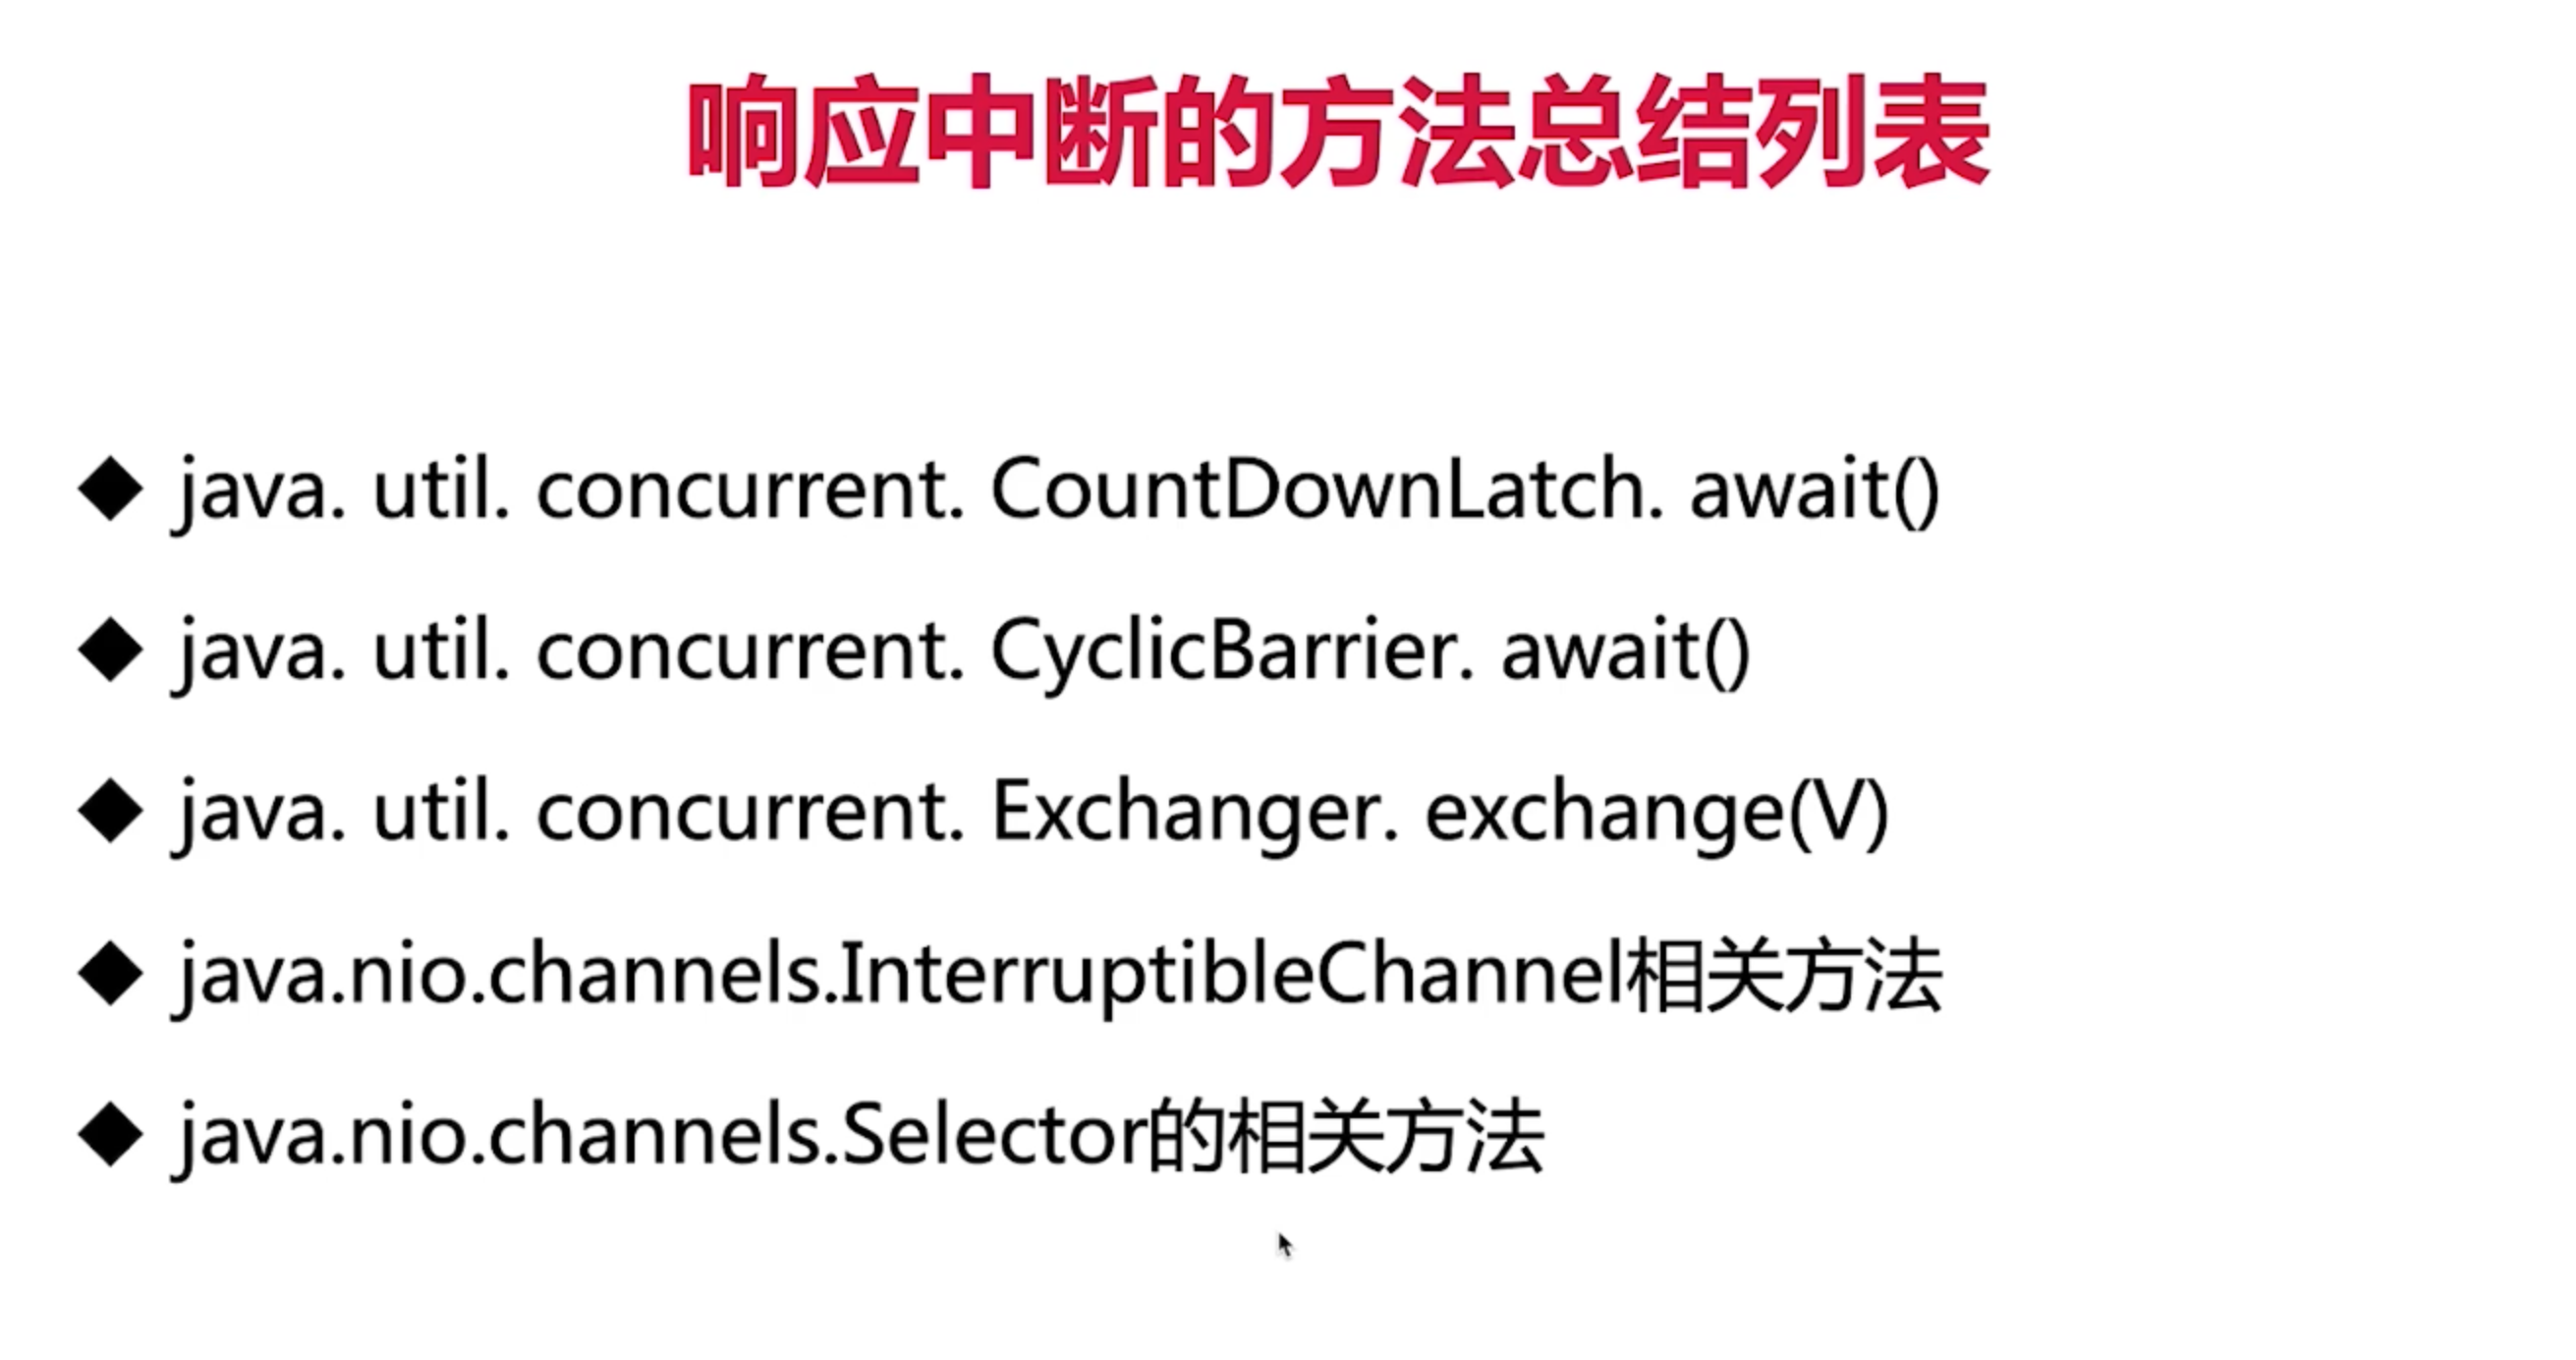 响应中断的方法总结列表
◆ java. util. concurrent. CountDownLatch. await()
◆ java. util. concurrent. CyclicBarrier. await()
◆ java. util. concurrent. Exchanger. exchange(V)
◆ java.nio.channels.InterruptibleChannel相关方法
◆ java.nio.channels.Selector的相关方法